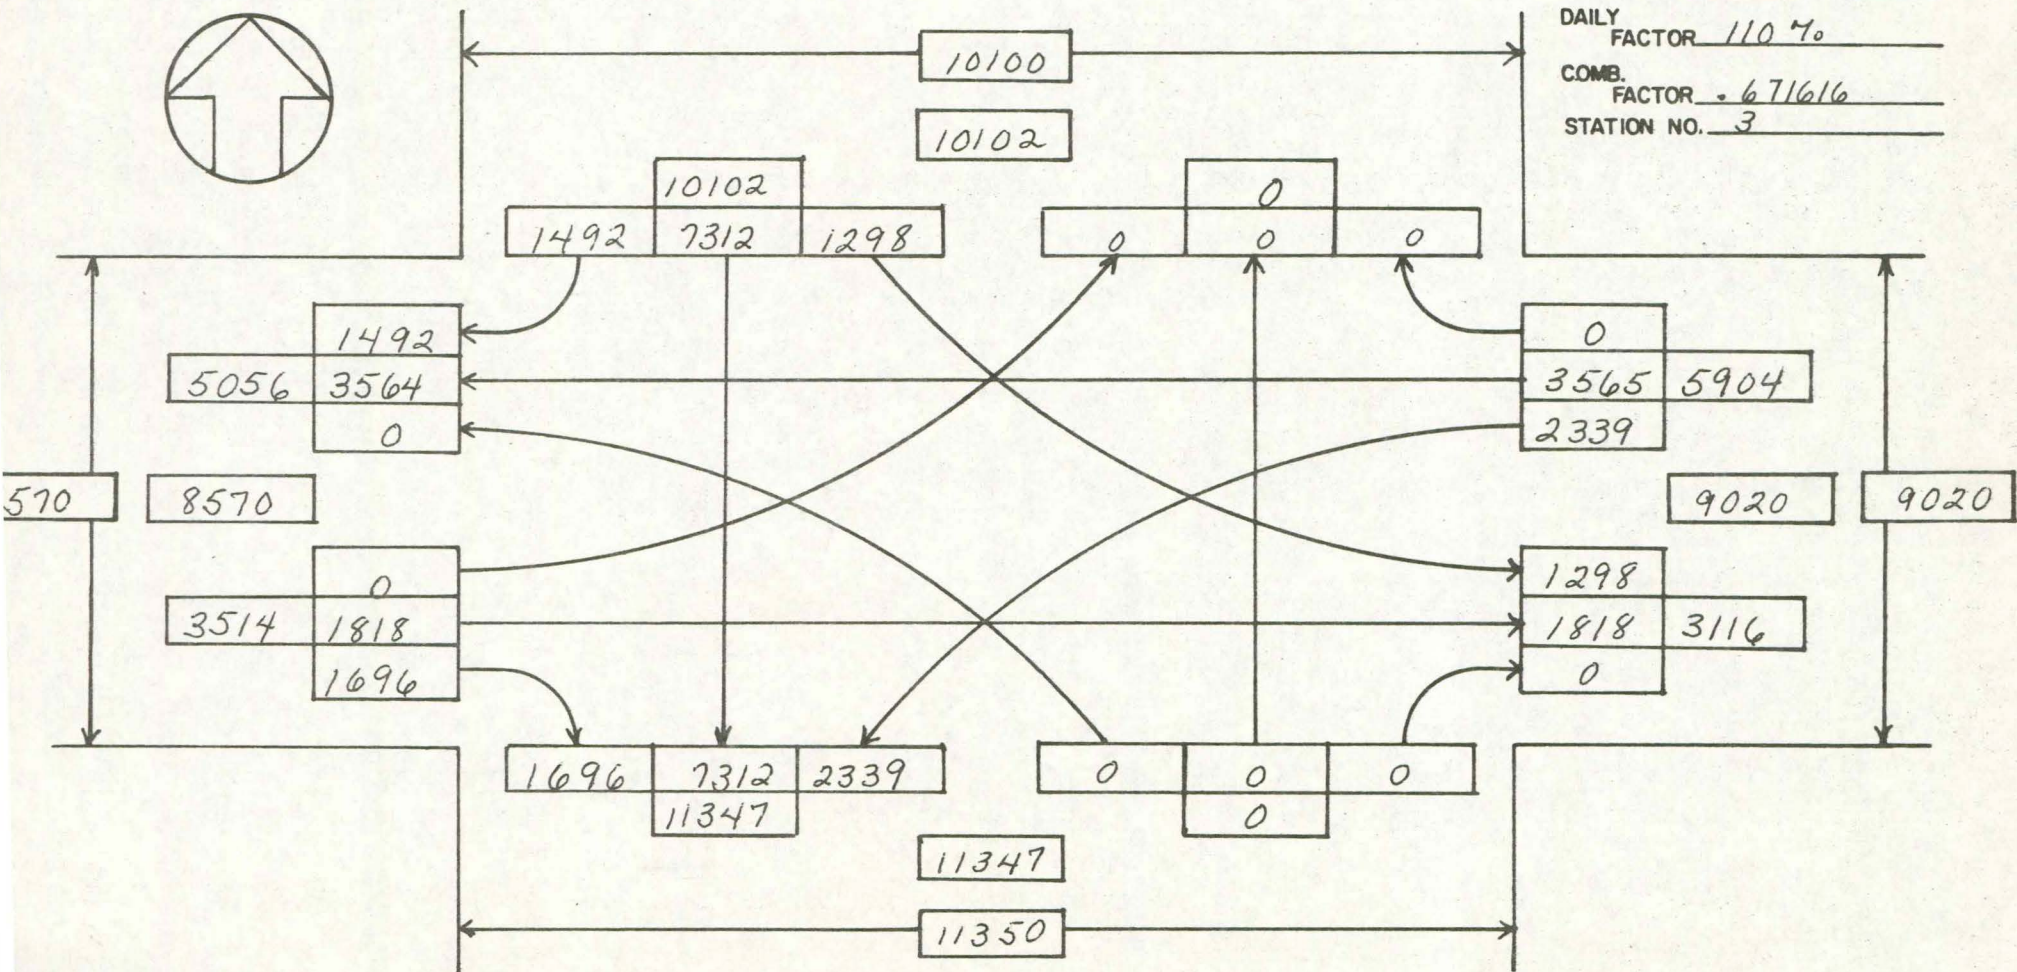 DAILY
FACTOR 110 %
10100
COMB.
FACTOR .671616
STATION NO. 3
10102
10102 0
1492 7312 1298 0 0 0
1492 0
5056 3564 3565 5904
0 2339
570 8570 9020 9020
0 1298
3514 1818 1818 3116
1696 0
1696 7312 2339 0 0 0
11347 0
11347
11350